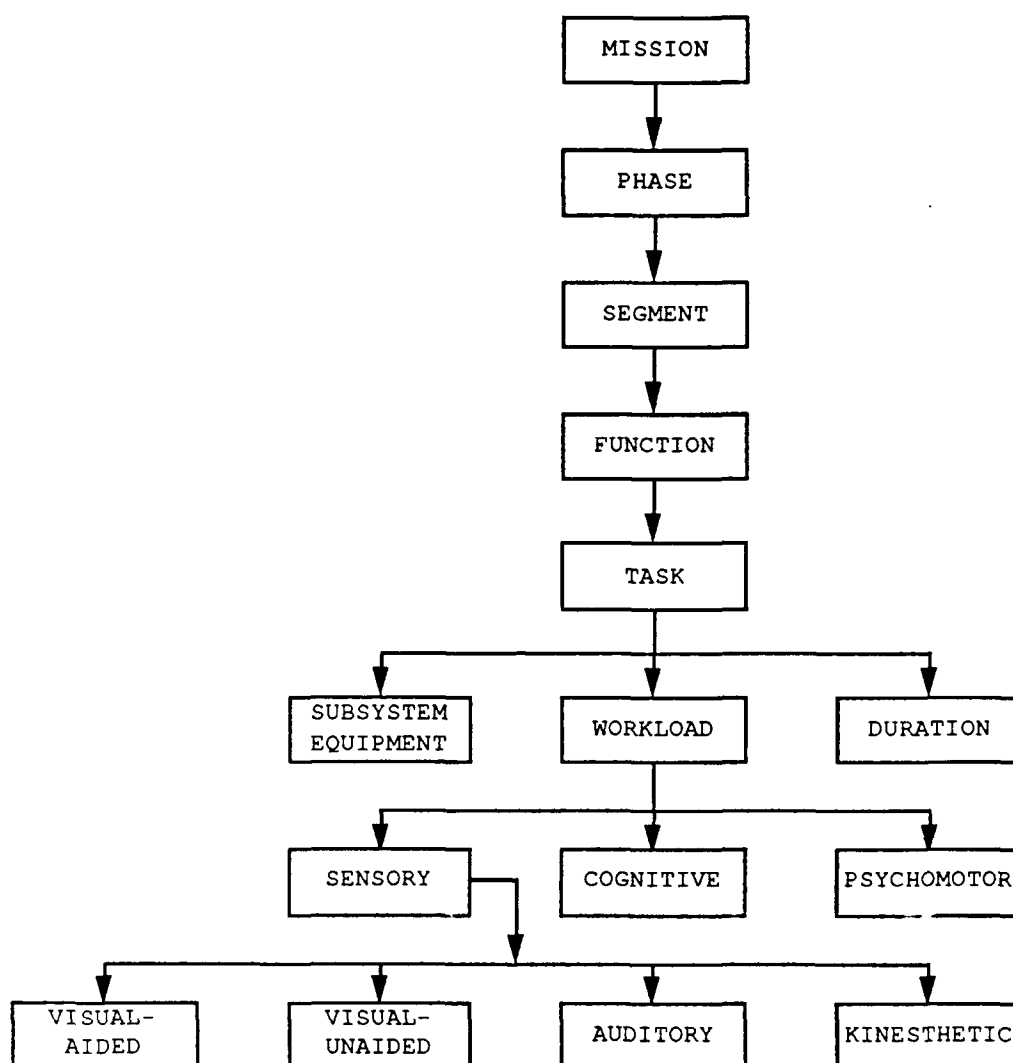 MISSION
PHASE
SEGMENT
FUNCTION
TASK
SUBSYSTEM
EQUIPMENT
WORKLOAD
DURATION
SENSORY
COGNITIVE
PSYCHOMOTOR
VISUAL-
AIDED
VISUAL-
UNAIDED
AUDITORY
KINESTHETIC